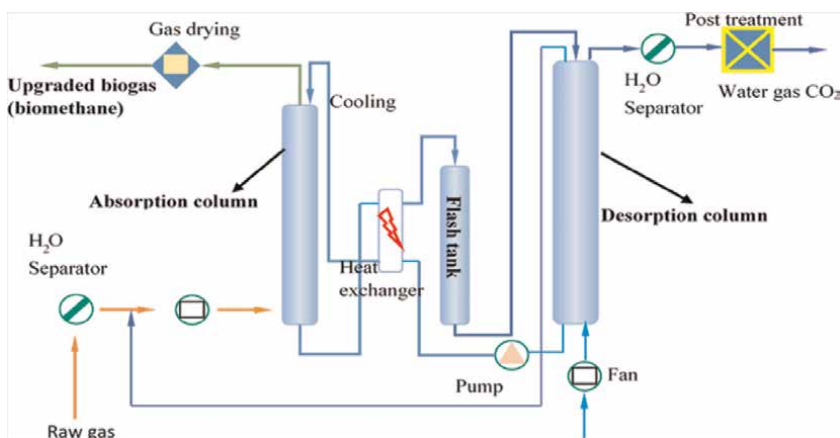 Gas drying
Upgraded biogas
(biomethane)
Cooling
Absorption column
H₂O
Separator
Raw gas
Heat
exchanger
Flash tank
Pump
Post treatment
H₂O
Separator
Water gas CO₂
Desorption column
Fan